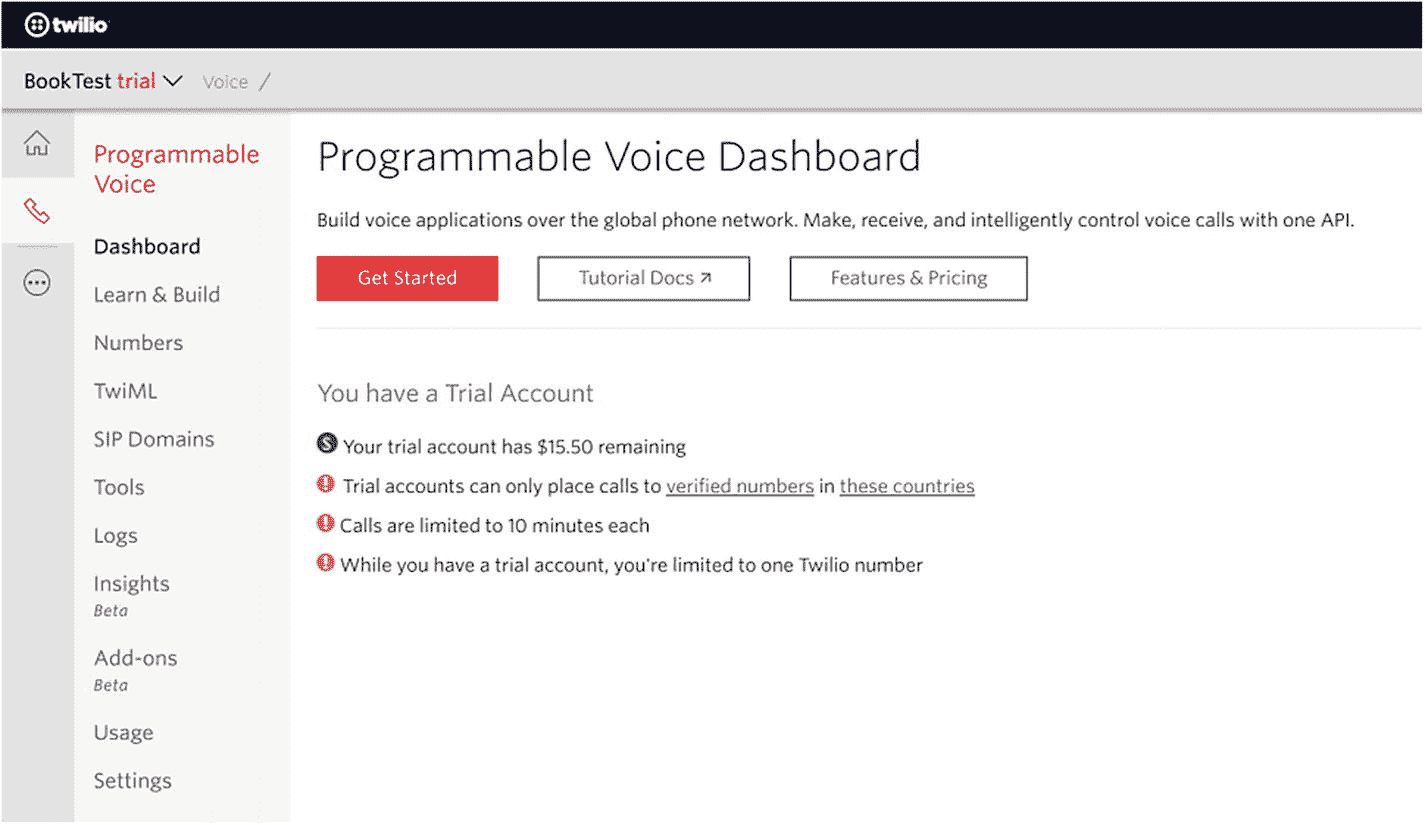 twilio
BookTest trial Voice /
Programmable
Voice
Dashboard
Learn & Build
Numbers
TwiML
SIP Domains
Tools
Logs
Insights
Beta
Add-ons
Beta
Usage
Settings
Programmable Voice Dashboard
Build voice applications over the global phone network. Make, receive, and intelligently control voice calls with one API.
Get Started Tutorial Docs ↗ Features & Pricing
You have a Trial Account
Your trial account has $15.50 remaining
Trial accounts can only place calls to verified numbers in these countries
Calls are limited to 10 minutes each
While you have a trial account, you're limited to one Twilio number